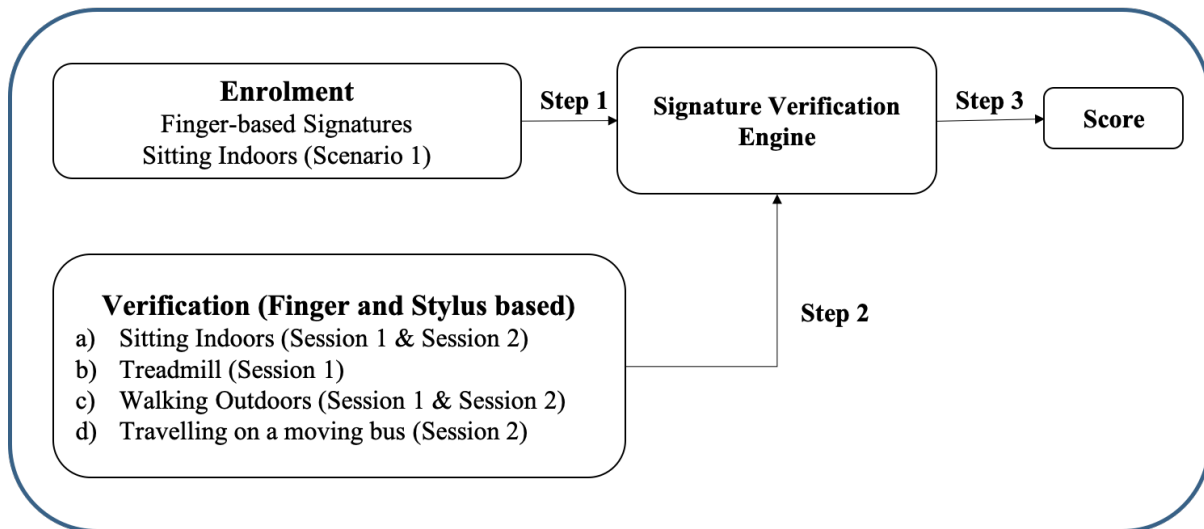 Enrolment
Finger-based Signatures
Sitting Indoors (Scenario 1)
Step 1
Signature Verification
Engine
Step 3
Score
Verification (Finger and Stylus based)
a) Sitting Indoors (Session 1 & Session 2)
b) Treadmill (Session 1)
c) Walking Outdoors (Session 1 & Session 2)
d) Travelling on a moving bus (Session 2)
Step 2